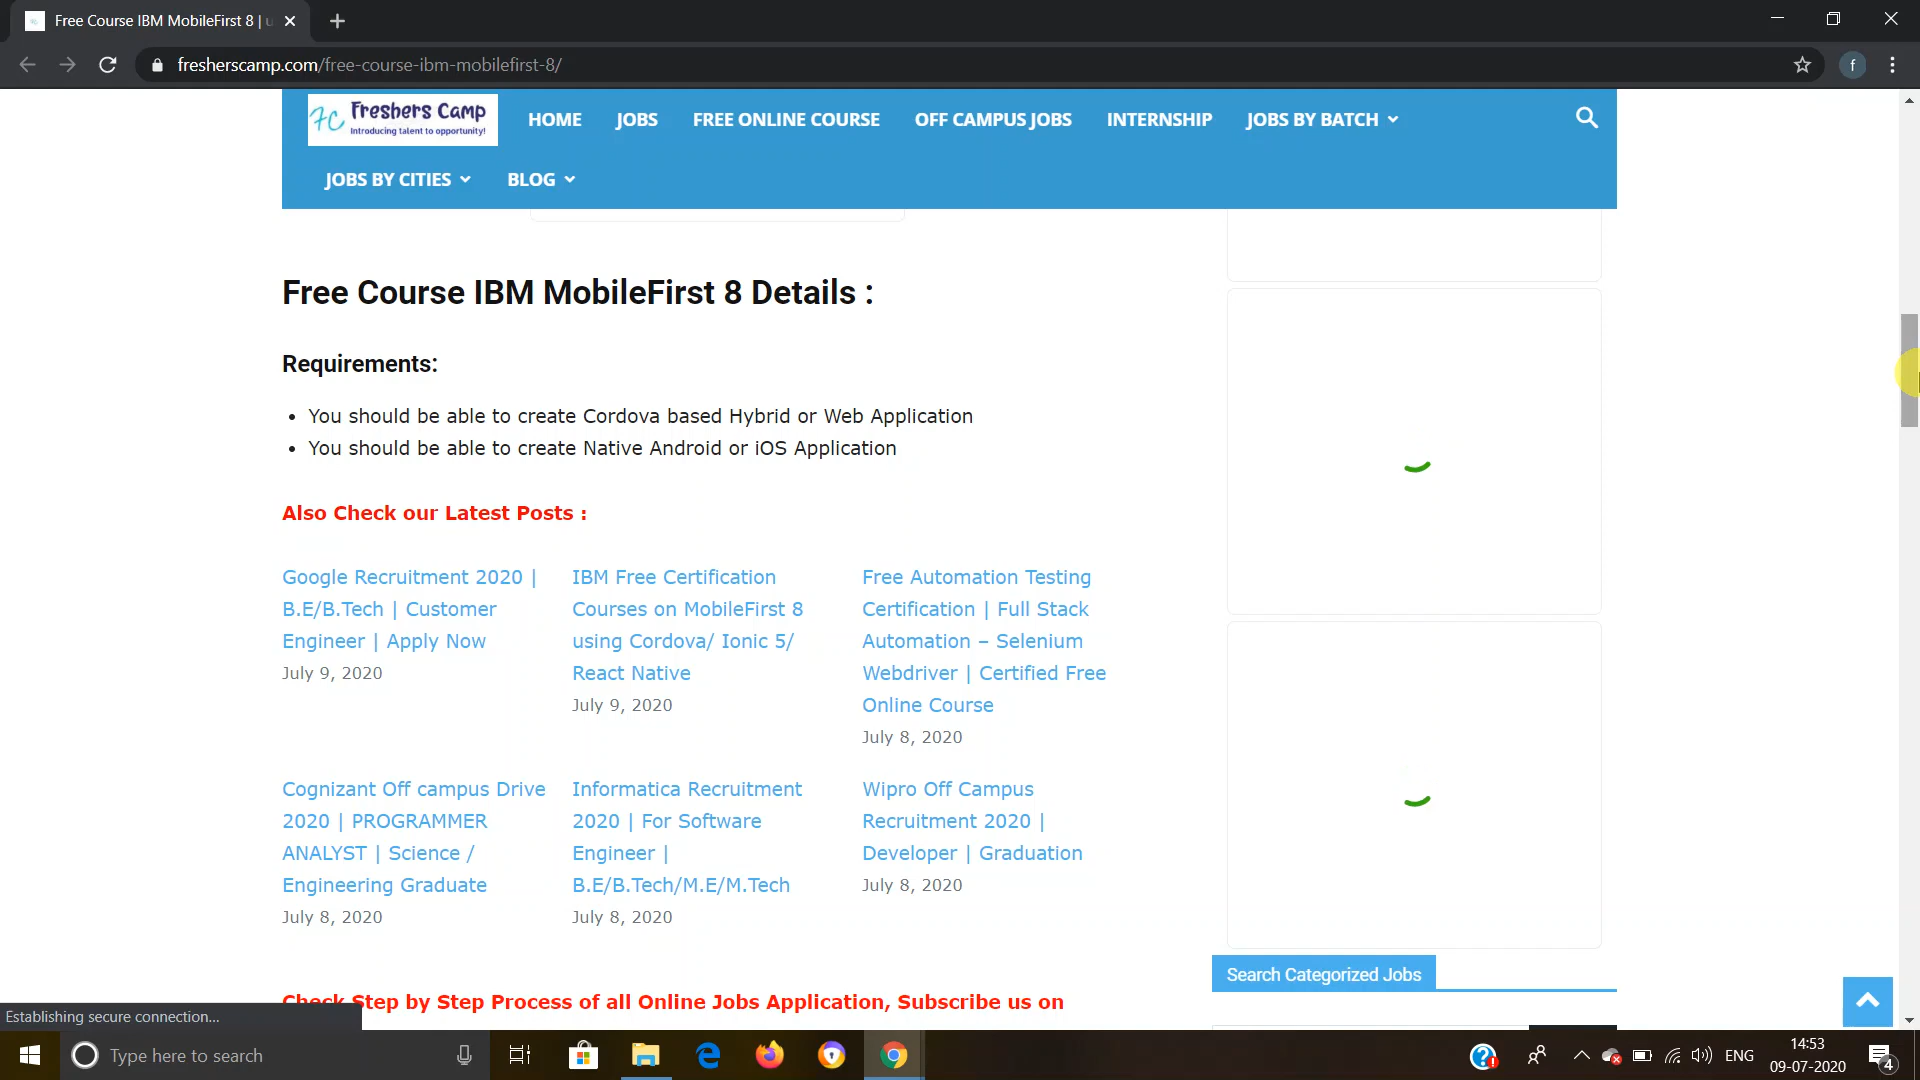 Free Course IBM MobileFirst 8 | u
fresherscamp.com/free-course-ibm-mobilefirst-8/
f
FC Freshers Camp
Introducing talent to opportunity!
HOME
JOBS
FREE ONLINE COURSE
OFF CAMPUS JOBS
INTERNSHIP
JOBS BY BATCH
JOBS BY CITIES
BLOG
Free Course IBM MobileFirst 8 Details :
Requirements:
• You should be able to create Cordova based Hybrid or Web Application
• You should be able to create Native Android or iOS Application
Also Check our Latest Posts :
Google Recruitment 2020 |
B.E/B.Tech | Customer
Engineer | Apply Now
July 9, 2020
IBM Free Certification
Courses on MobileFirst 8
using Cordova/ Ionic 5/
React Native
July 9, 2020
Free Automation Testing
Certification | Full Stack
Automation – Selenium
Webdriver | Certified Free
Online Course
July 8, 2020
Cognizant Off campus Drive
2020 | PROGRAMMER
ANALYST | Science /
Engineering Graduate
July 8, 2020
Informatica Recruitment
2020 | For Software
Engineer |
B.E/B.Tech/M.E/M.Tech
July 8, 2020
Wipro Off Campus
Recruitment 2020 |
Developer | Graduation
July 8, 2020
Search Categorized Jobs
Check Step by Step Process of all Online Jobs Application, Subscribe us on
Establishing secure connection...
Type here to search
ENG
14:53
09-07-2020
4